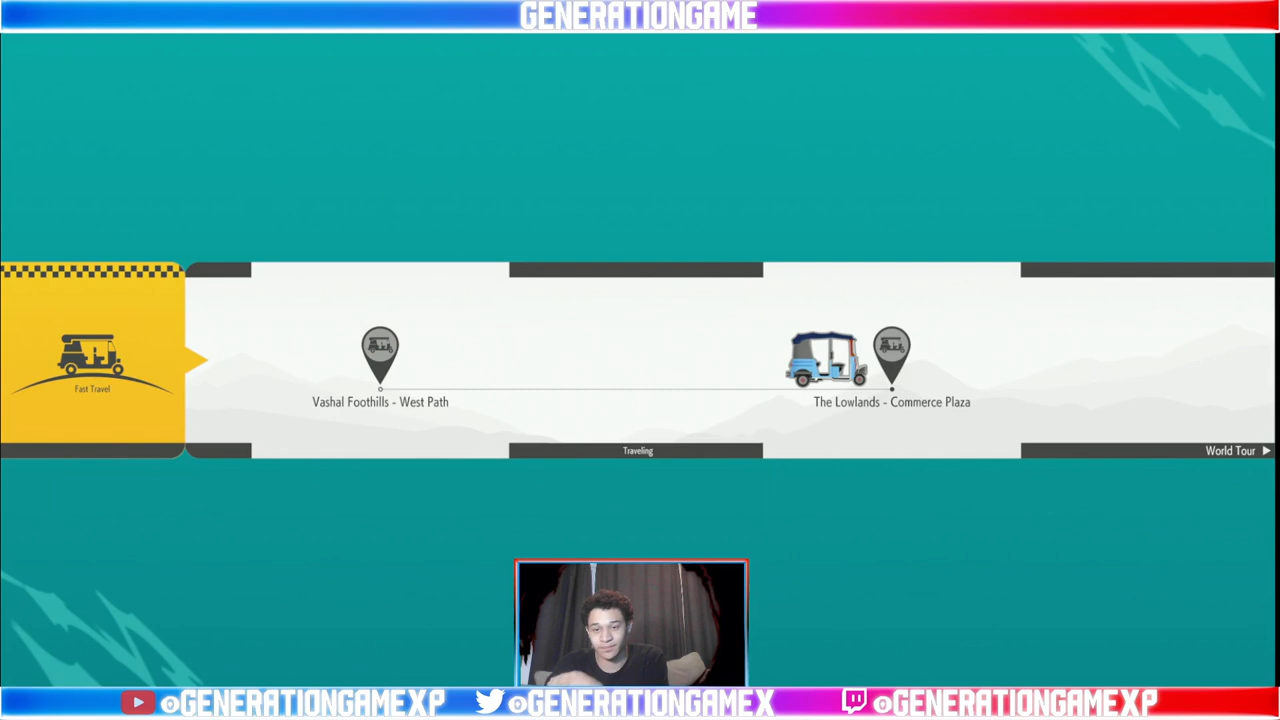 GENERATIONGAME
Fast Travel
Vashal Foothills - West Path
The Lowlands - Commerce Plaza
Traveling
World Tour
@GENERATIONGAMEXP
@GENERATIONGAMEX
@GENERATIONGAMEXP